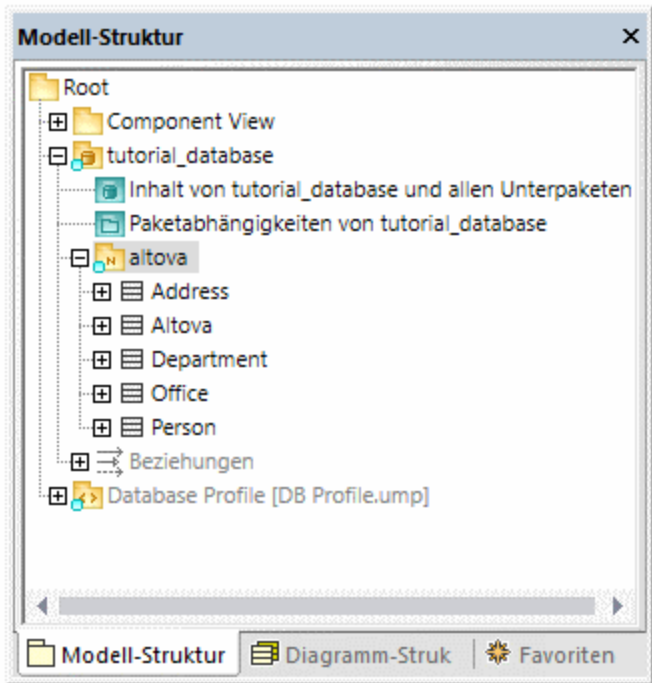 Modell-Struktur
Root
Component View
tutorial_database
Inhalt von tutorial_database und allen Unterpaketen
Paketabhängigkeiten von tutorial_database
N altova
Address
Altova
Department
Office
Person
Beziehungen
Database Profile [DB Profile.ump]
Modell-Struktur Diagramm-Struk Favoriten